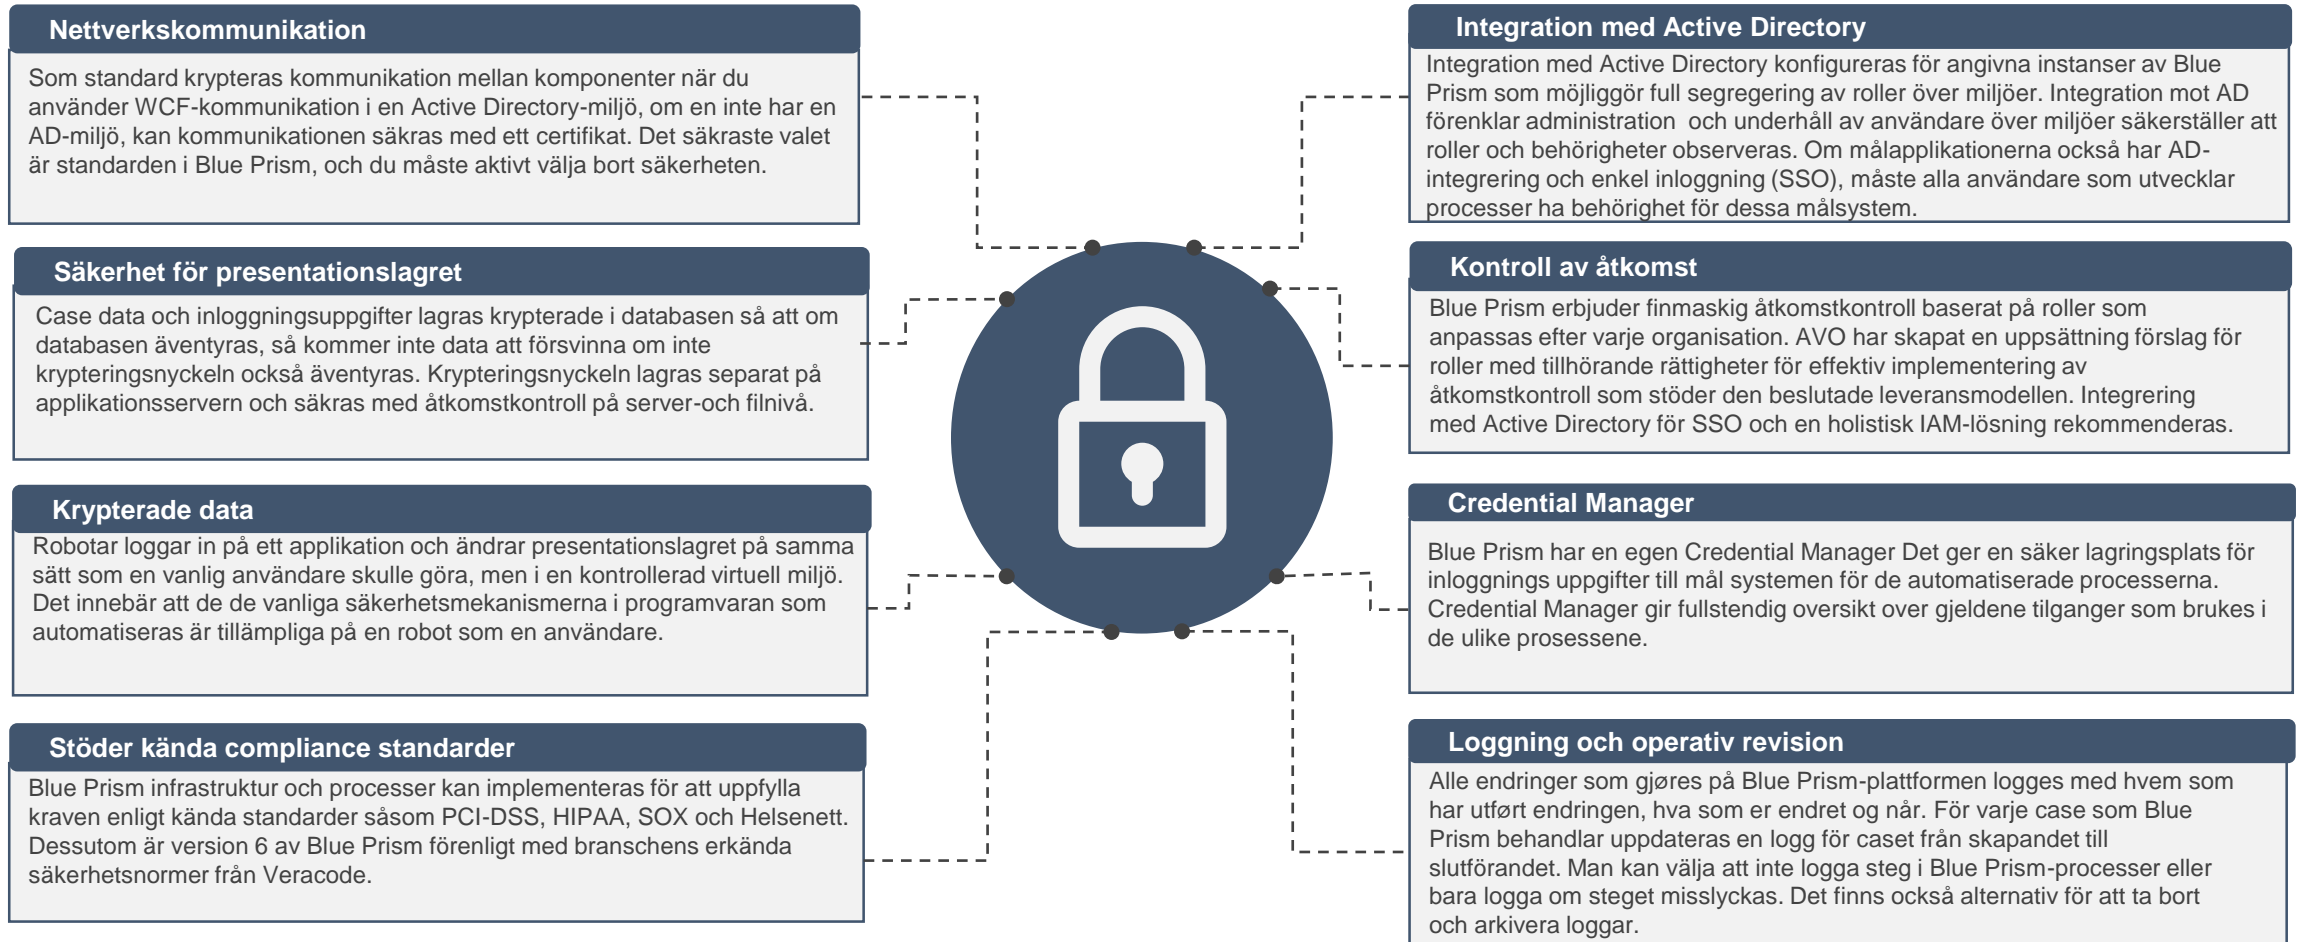 Nettverkskommunikation
Som standard krypteras kommunikation mellan komponenter när du
använder WCF-kommunikation i en Active Directory-miljö, om en inte har en
AD-miljö, kan kommunikationen säkras med ett certifikat. Det säkraste valet
är standarden i Blue Prism, och du måste aktivt välja bort säkerheten.
Säkerhet för presentationslagret
Case data och inloggningsuppgifter lagras krypterade i databasen så att om
databasen äventyras, så kommer inte data att försvinna om inte
krypteringsnyckeln också äventyras. Krypteringsnyckeln lagras separat på
applikationsservern och säkras med åtkomstkontroll på server-och filnivå.
Krypterade data
Robotar loggar in på ett applikation och ändrar presentationslagret på samma
sätt som en vanlig användare skulle göra, men i en kontrollerad virtuell miljö.
Det innebär att de de vanliga säkerhetsmekanismerna i programvaran som
automatiseras är tillämpliga på en robot som en användare.
Stöder kända compliance standarder
Blue Prism infrastruktur och processer kan implementeras för att uppfylla
kraven enligt kända standarder såsom PCI-DSS, HIPAA, SOX och Helsenett.
Dessutom är version 6 av Blue Prism förenligt med branschens erkända
säkerhetsnormer från Veracode.
Integration med Active Directory
Integration med Active Directory konfigureras för angivna instanser av Blue
Prism som möjliggör full segregering av roller över miljöer. Integration mot AD
förenklar administration  och underhåll av användare över miljöer säkerställer att
roller och behörigheter observeras. Om målapplikationerna också har AD-
integrering och enkel inloggning (SSO), måste alla användare som utvecklar
processer ha behörighet för dessa målsystem.
Kontroll av åtkomst
Blue Prism erbjuder finmaskig åtkomstkontroll baserat på roller som
anpassas efter varje organisation. AVO har skapat en uppsättning förslag för
roller med tillhörande rättigheter för effektiv implementering av
åtkomstkontroll som stöder den beslutade leveransmodellen. Integrering
med Active Directory för SSO och en holistisk IAM-lösning rekommenderas.
Credential Manager
Blue Prism har en egen Credential Manager Det ger en säker lagringsplats för
inloggnings uppgifter till mål systemen för de automatiserade processerna.
Credential Manager gir fullstendig oversikt over gjeldene tilganger som brukes i
de ulike prosessene.
Loggning och operativ revision
Alle endringer som gjøres på Blue Prism-plattformen logges med hvem som
har utført endringen, hva som er endret og når. För varje case som Blue
Prism behandlar uppdateras en logg för caset från skapandet till
slutförandet. Man kan välja att inte logga steg i Blue Prism-processer eller
bara logga om steget misslyckas. Det finns också alternativ för att ta bort
och arkivera loggar.